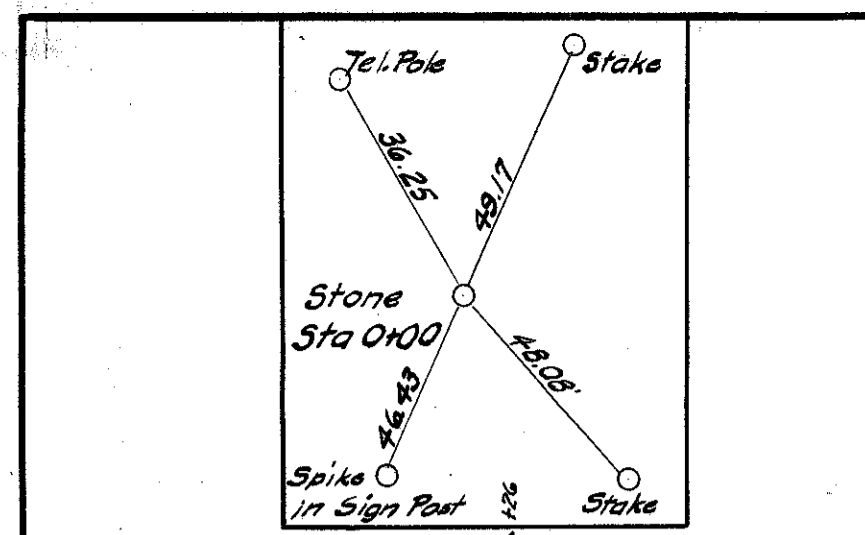 Tel. Pole
Stake
36.25
49.17
Stone
Sta 0+00
48.08'
46.43
Spike
in Sign Post
Stake
+26